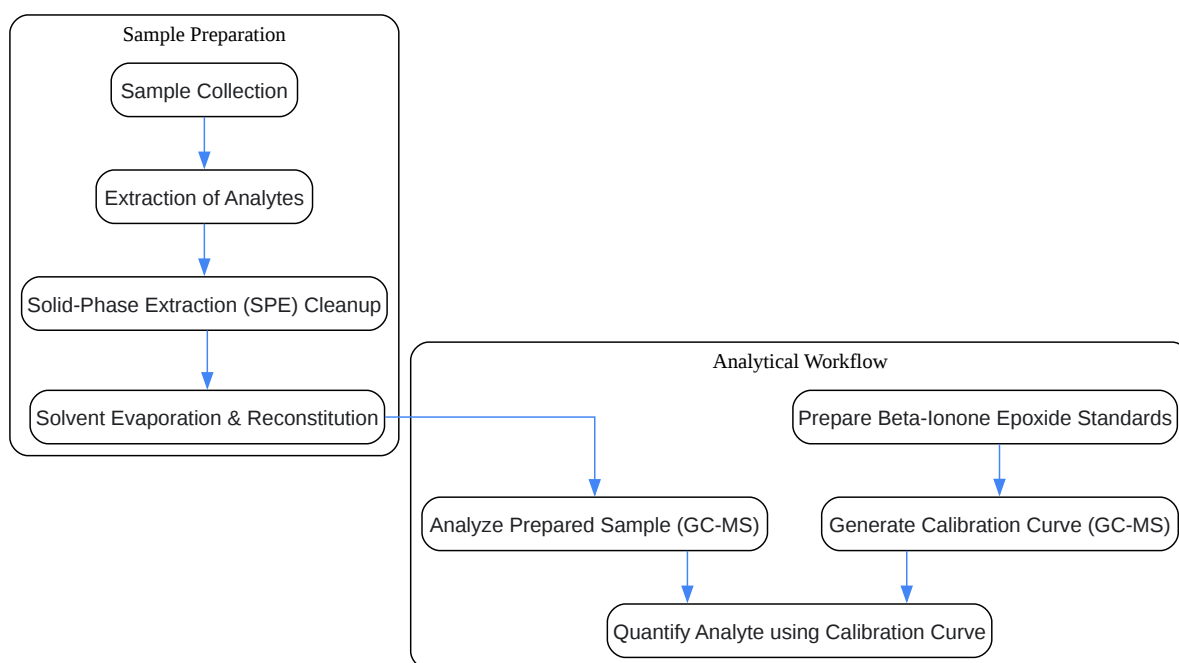 Sample Preparation
Sample Collection
Extraction of Analytes
Solid-Phase Extraction (SPE) Cleanup
Solvent Evaporation & Reconstitution
Analytical Workflow
Prepare Beta-Ionone Epoxide Standards
Analyze Prepared Sample (GC-MS)
Generate Calibration Curve (GC-MS)
Quantify Analyte using Calibration Curve